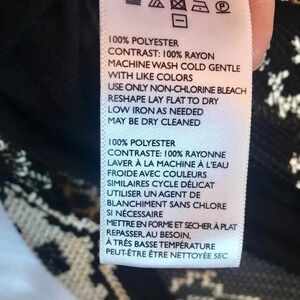 100% POLYESTER
CONTRAST: 100% RAYON
MACHINE WASH COLD GENTLE
WITH LIKE COLORS
USE ONLY NON-CHLORINE BLEACH
RESHAPE LAY FLAT TO DRY
LOW IRON AS NEEDED
MAY BE DRY CLEANED
100% POLYESTER
CONTRASTE: 100% RAYONNE
LAVER À LA MACHINE À L'EAU
FROIDE AVEC COULEURS
SIMILAIRES CYCLE DÉLICAT
UTILISER UN AGENT DE
BLANCHIMENT SANS CHLORE
SI NÉCESSAIRE
METTRE EN FORME ET SECHER À PLAT
REPASSER, AU BESOIN,
À TRÈS BASSE TEMPÉRATURE
PEUT-ÊTRE ÊTRE NETTOYÉE SEC